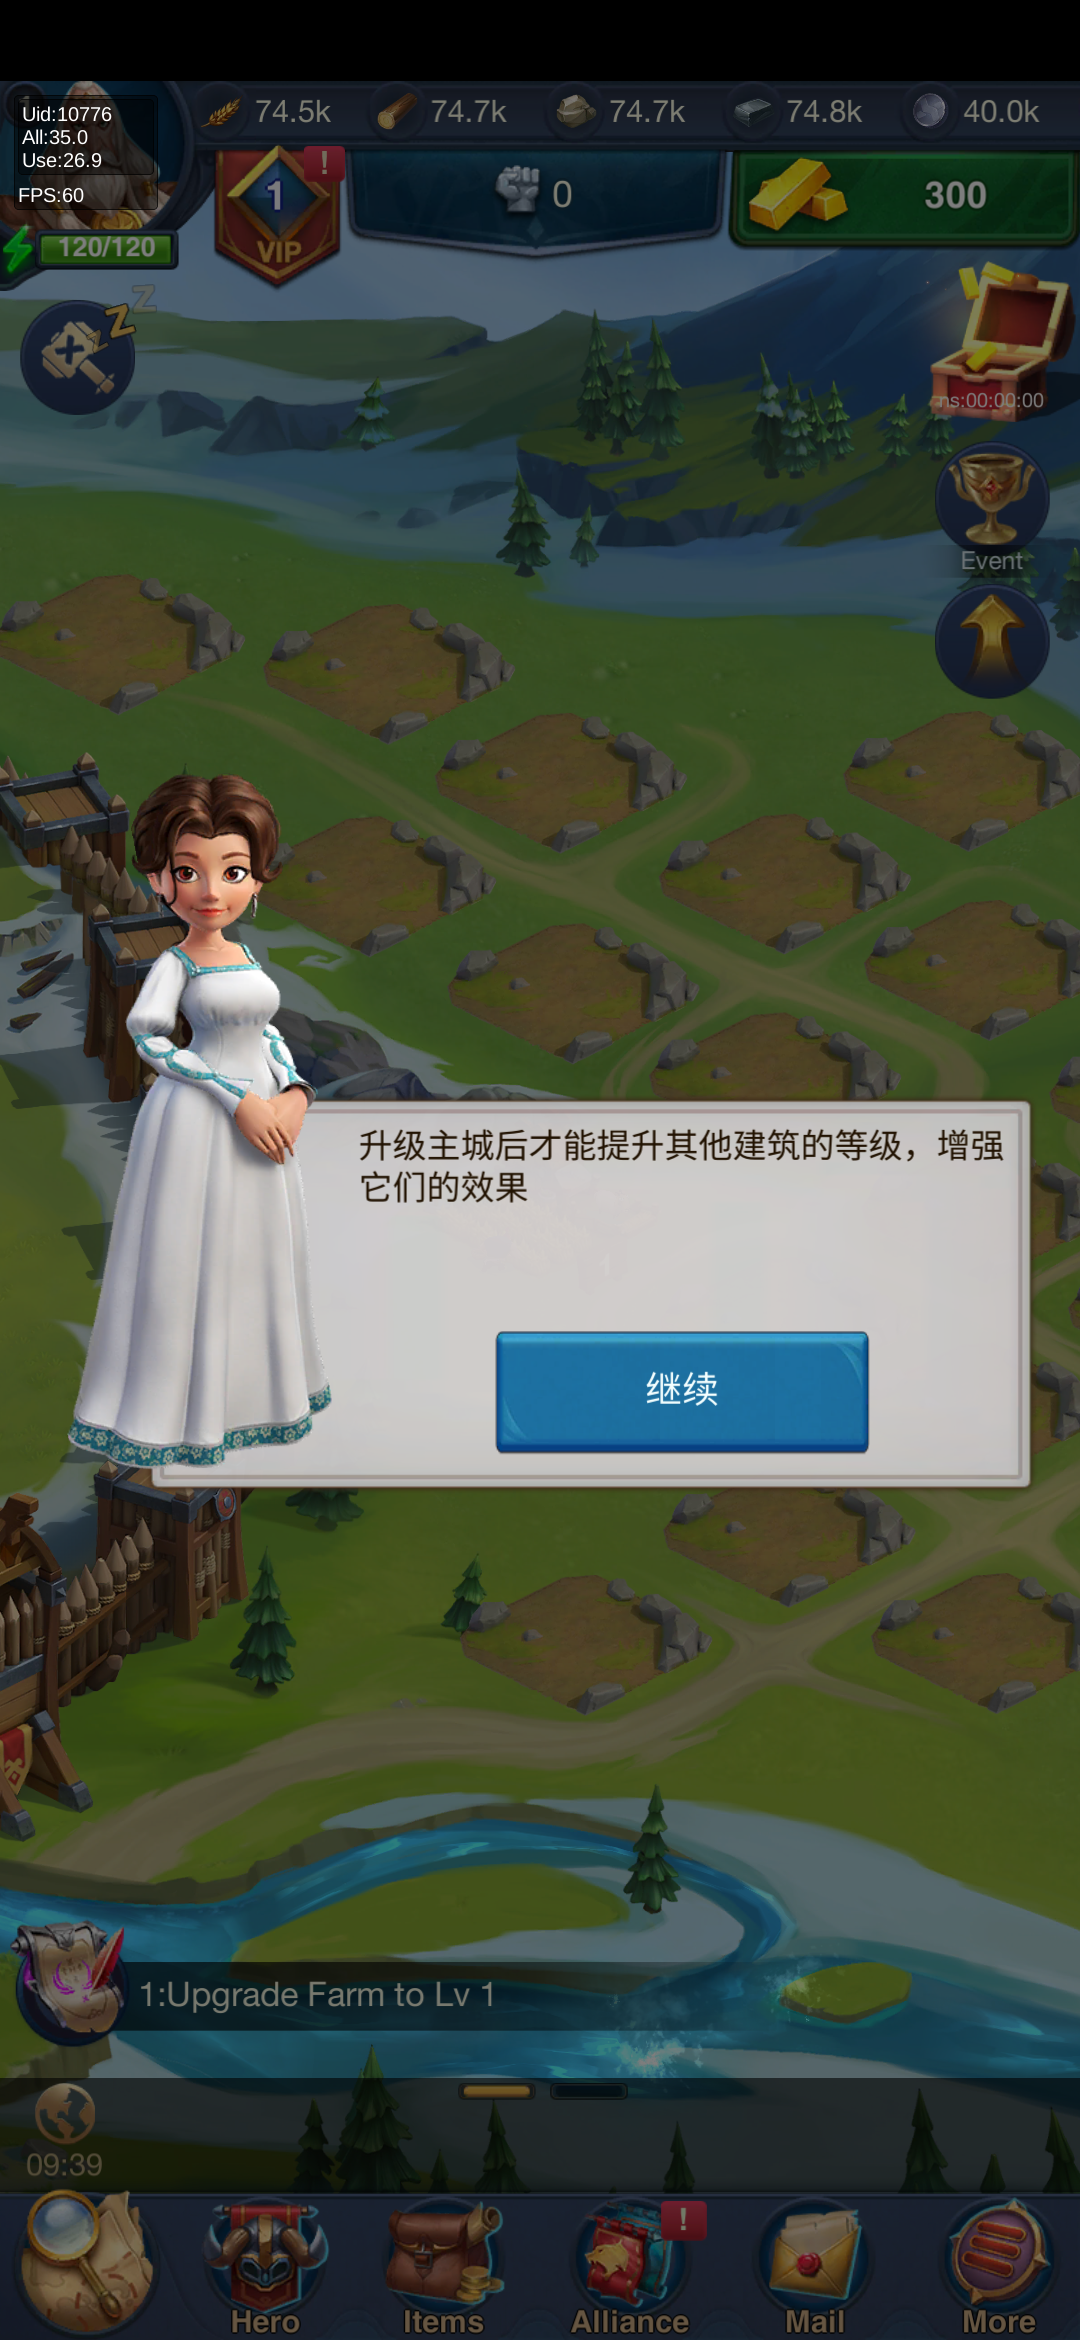 Uid:10776
All:35.0
Use:26.9
FPS:60
74.5k
74.7k
74.7k
74.8k
40.0k
120/120
1
!
VIP
0
300
ns:00:00:00
Event
升级主城后才能提升其他建筑的等级，增强
它们的效果
继续
1:Upgrade Farm to Lv 1
09:39
!
Hero
Items
Alliance
Mail
More